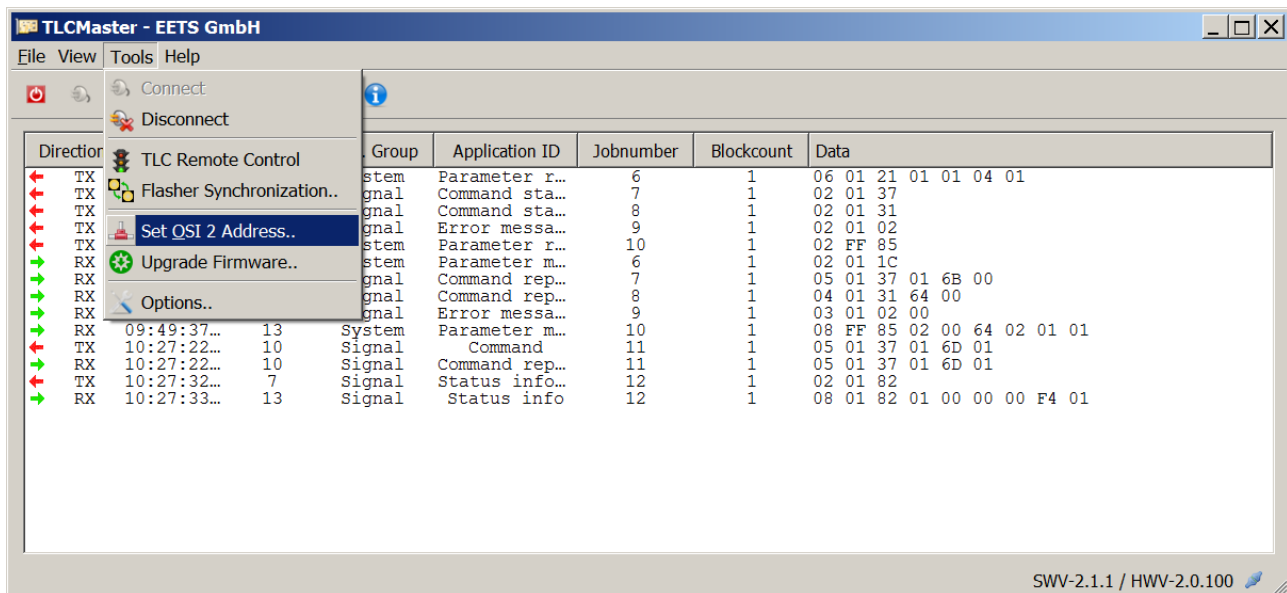 TLCMaster - EETS GmbH
File View Tools Help
Connect
Disconnect
TLC Remote Control
Flasher Synchronization..
Set OSI 2 Address..
Upgrade Firmware..
Options..
Direction . Group Application ID Jobnumber Blockcount Data
TX stem Parameter r... 6 1 06 01 21 01 01 04 01
TX gnal Command sta... 7 1 02 01 37
TX gnal Command sta... 8 1 02 01 31
TX gnal Error messa... 9 1 02 01 02
TX stem Parameter r... 10 1 02 FF 85
RX stem Parameter m... 6 1 02 01 1C
RX gnal Command rep... 7 1 05 01 37 01 6B 00
RX gnal Command rep... 8 1 04 01 31 64 00
RX gnal Error messa... 9 1 03 01 02 00
RX 09:49:37... 13 System Parameter m... 10 1 08 FF 85 02 00 64 02 01 01
TX 10:27:22... 10 Signal Command 11 1 05 01 37 01 6D 01
RX 10:27:22... 10 Signal Command rep... 11 1 05 01 37 01 6D 01
TX 10:27:32... 7 Signal Status info... 12 1 02 01 82
RX 10:27:33... 13 Signal Status info 12 1 08 01 82 01 00 00 00 F4 01
SWV-2.1.1 / HWV-2.0.100